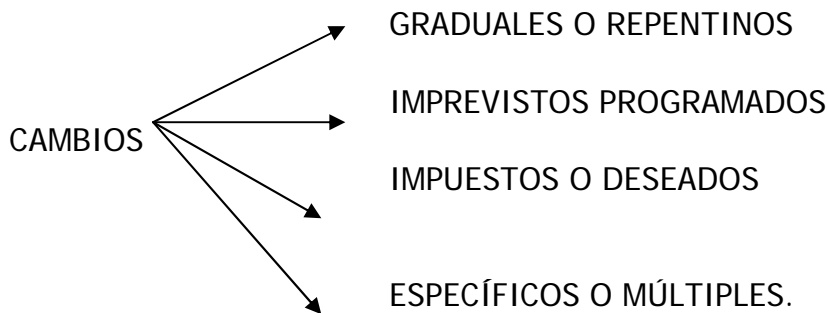 GRADUALES O REPENTINOS
IMPREVISTOS PROGRAMADOS
CAMBIOS
IMPUESTOS O DESEADOS
ESPECÍFICOS O MÚLTIPLES.